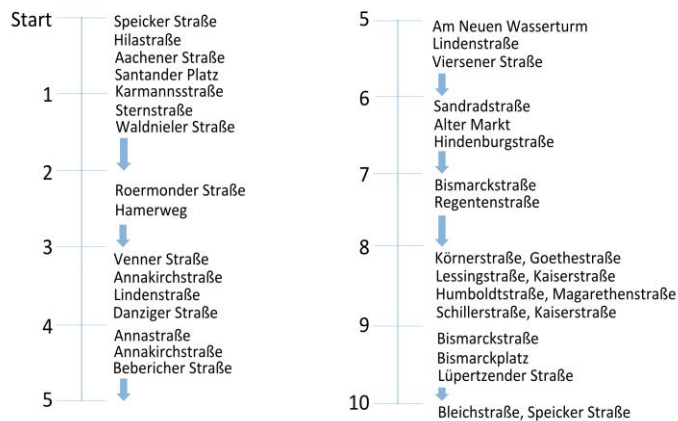 Start
Speicker Straße
Hilastraße
Aachener Straße
Santander Platz
1
Karmannsstraße
Sternstraße
Waldnieler Straße
2
Roermonder Straße
Hamerweg
3
Venner Straße
Annakirchstraße
Lindenstraße
Danziger Straße
4
Annastraße
Annakirchstraße
Bebericher Straße
5
5
Am Neuen Wasserturm
Lindenstraße
Viersener Straße
6
Sandradstraße
Alter Markt
Hindenburgstraße
7
Bismarckstraße
Regentenstraße
8
Körnerstraße, Goethestraße
Lessingstraße, Kaiserstraße
Humboldtstraße, Magarethenstraße
Schillerstraße, Kaiserstraße
9
Bismarckstraße
Bismarckplatz
Lüpertzender Straße
10
Bleichstraße, Speicker Straße